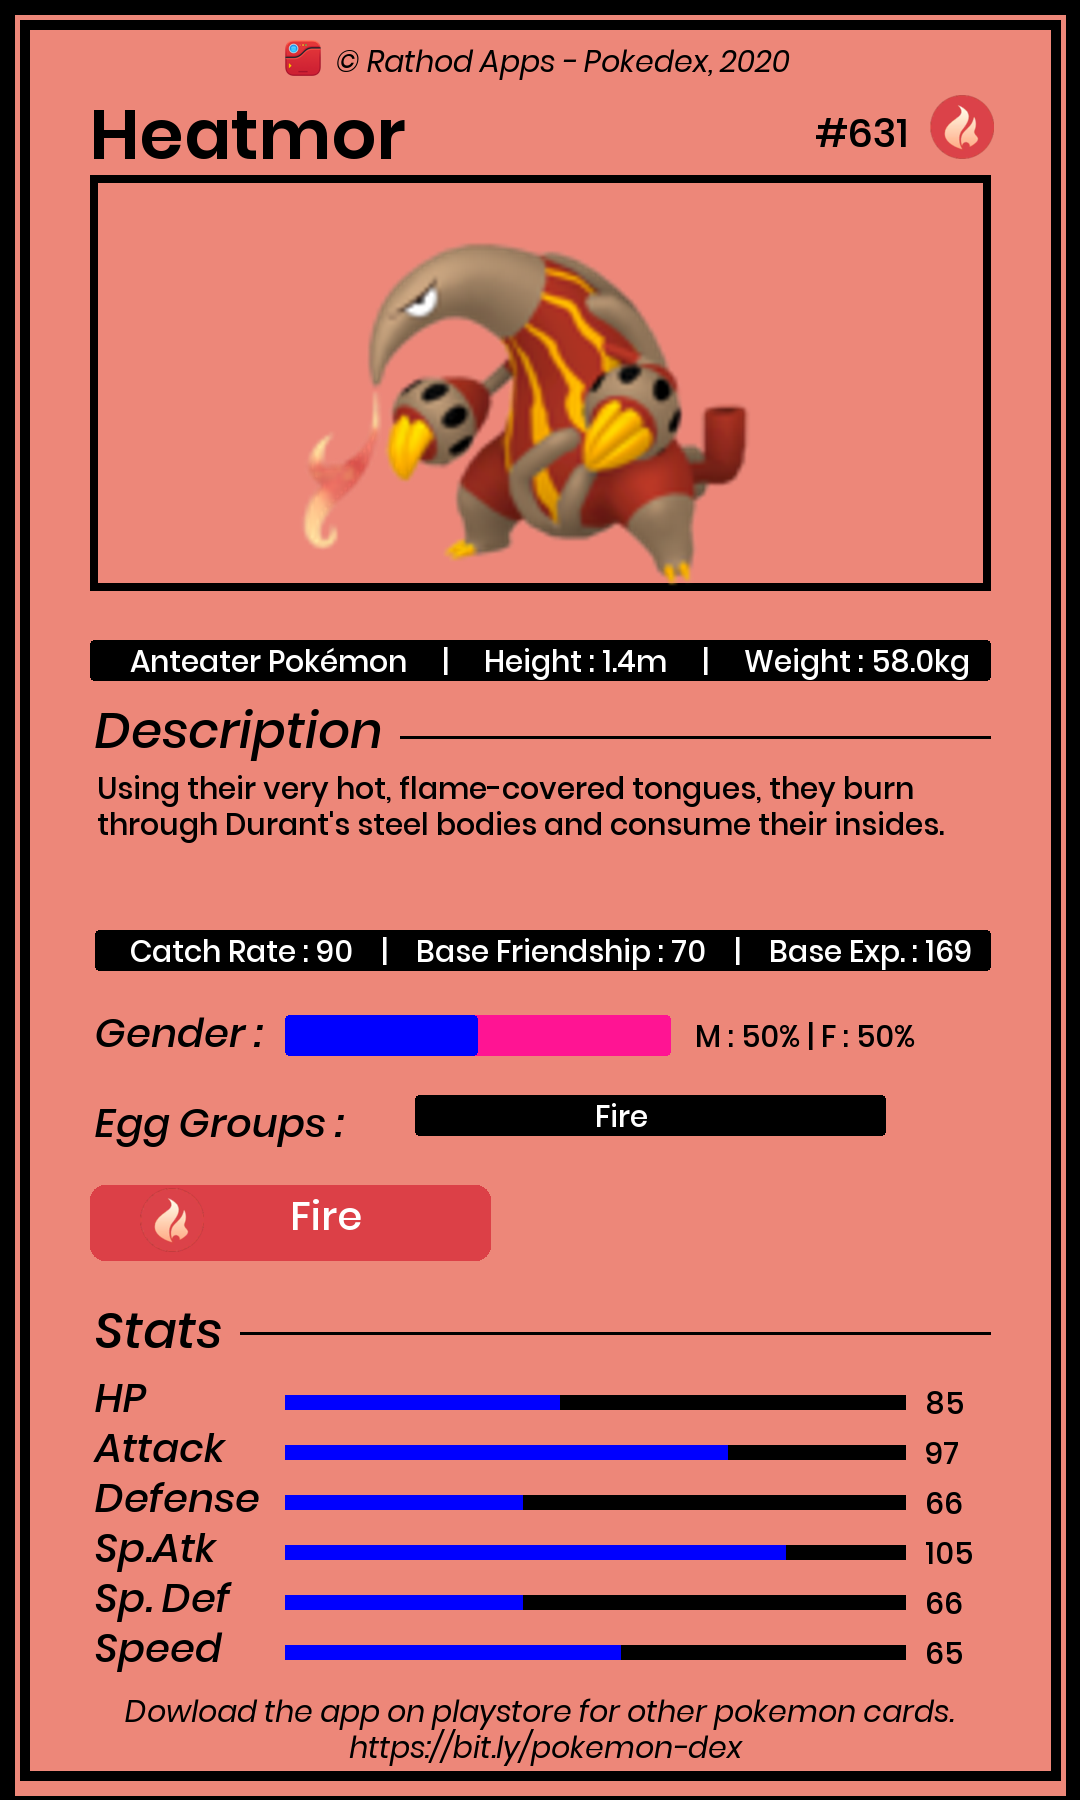 © Rathod Apps - Pokedex, 2020
Heatmor #631
Anteater Pokémon | Height : 1.4m | Weight : 58.0kg
Description
Using their very hot, flame-covered tongues, they burn
through Durant's steel bodies and consume their insides.
Catch Rate : 90 | Base Friendship : 70 | Base Exp. : 169
Gender : M : 50% | F : 50%
Egg Groups : Fire
Fire
Stats
HP 85
Attack 97
Defense 66
Sp.Atk 105
Sp. Def 66
Speed 65
Dowload the app on playstore for other pokemon cards.
https://bit.ly/pokemon-dex